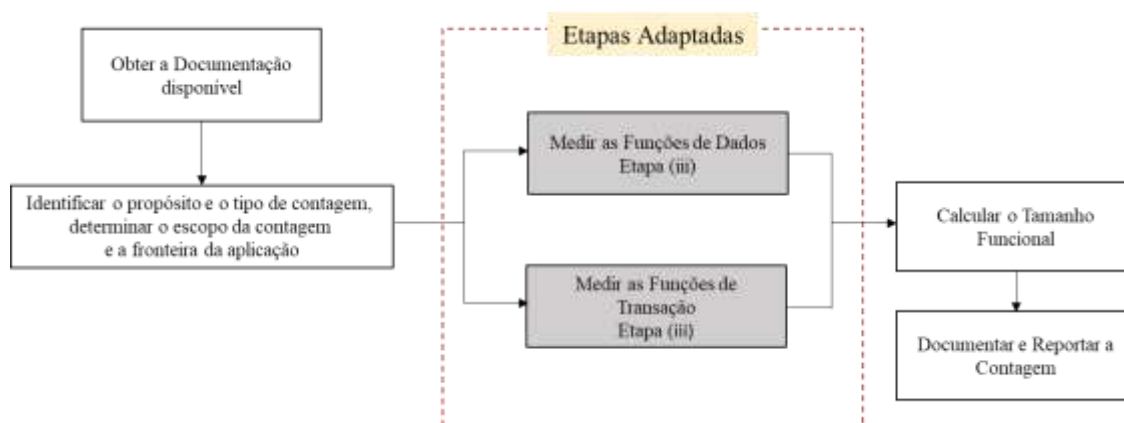 Etapas Adaptadas
Obter a Documentação
disponível
Identificar o propósito e o tipo de contagem,
determinar o escopo da contagem
e a fronteira da aplicação
Medir as Funções de Dados
Etapa (iii)
Medir as Funções de
Transação
Etapa (iii)
Calcular o Tamanho
Funcional
Documentar e Reportar a
Contagem